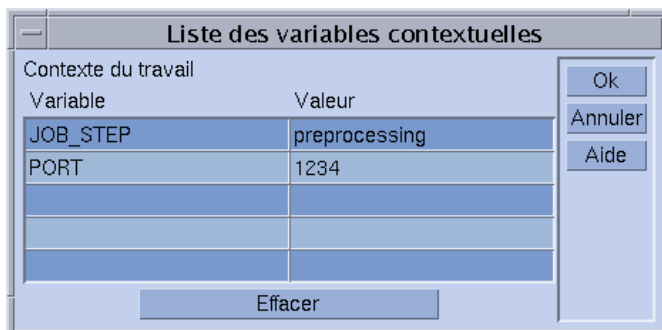 Liste des variables contextuelles
Contexte du travail
Variable Valeur
JOB_STEP preprocessing
PORT 1234
Effacer
Ok
Annuler
Aide